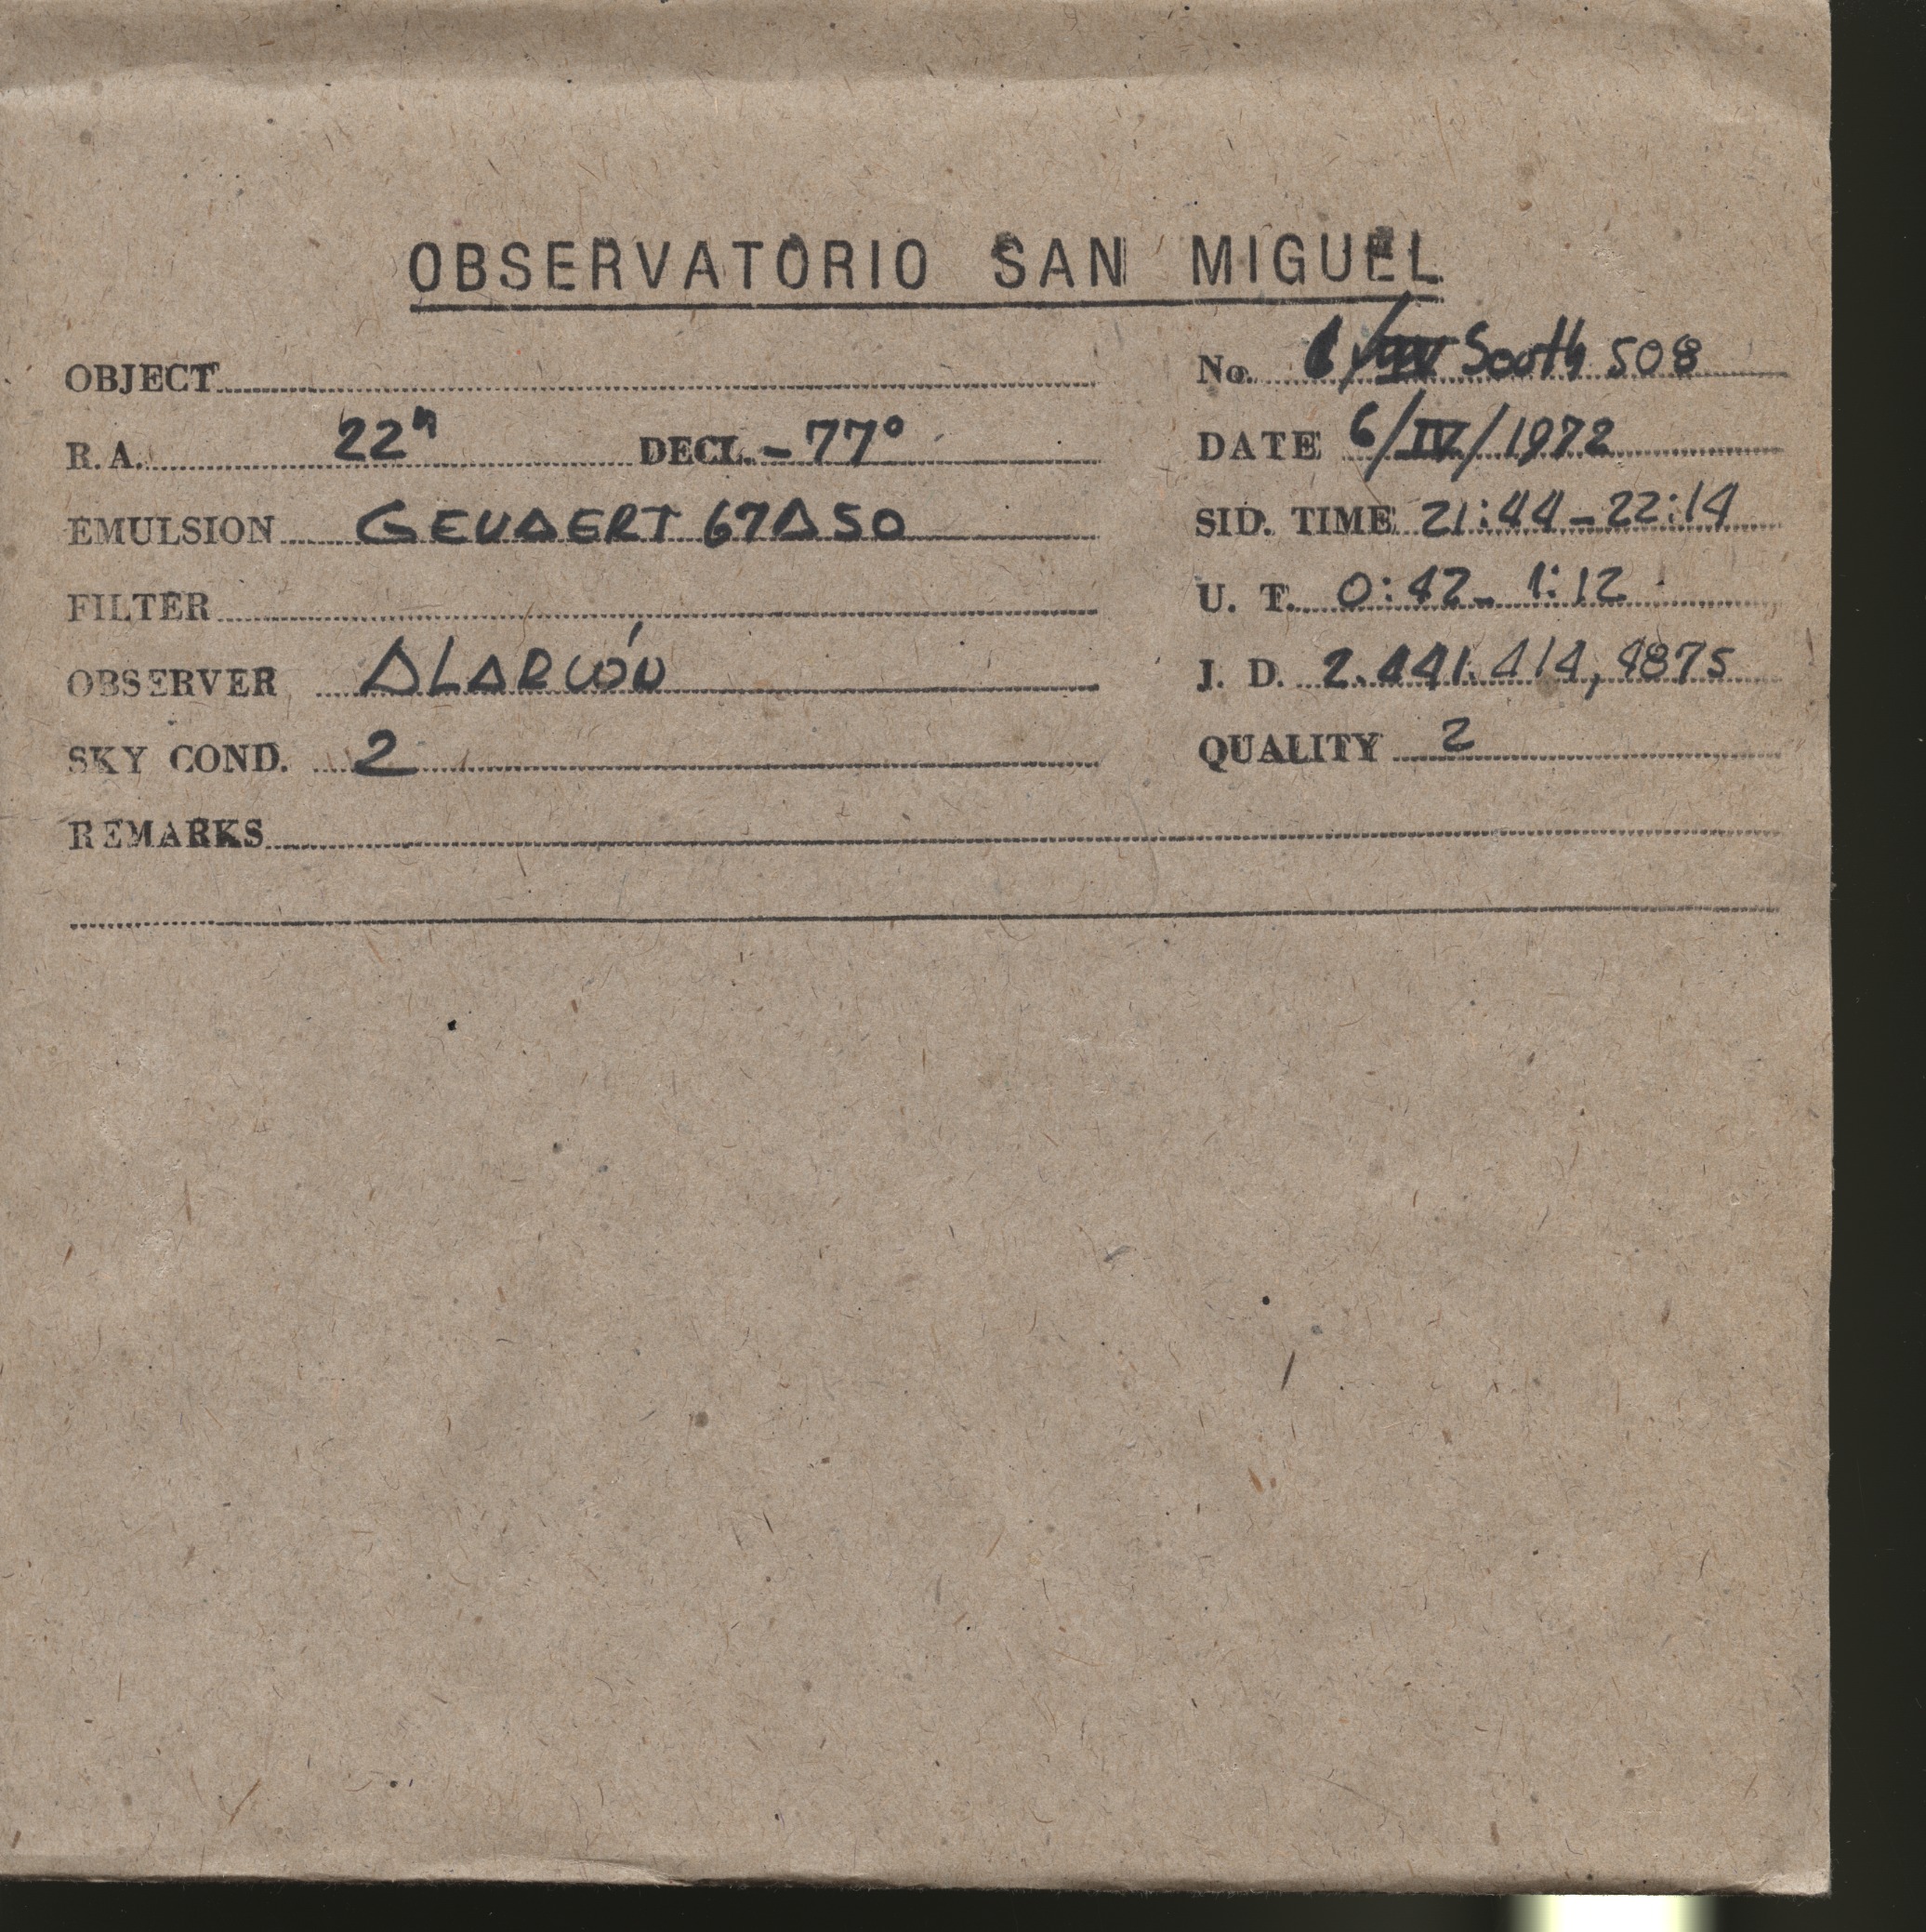 OBSERVATORIO SAN MIGUEL
OBJECT
No. South 508
R. A. 22h DECL. -77°
DATE 6/IV/1972
EMULSION GEVAERT 67A50
SID. TIME 21:44-22:14
FILTER
U. T. 0:42-1:12
OBSERVER ALARCÓN
J. D. 2.441.414,4875
SKY COND. 2
QUALITY 2
REMARKS